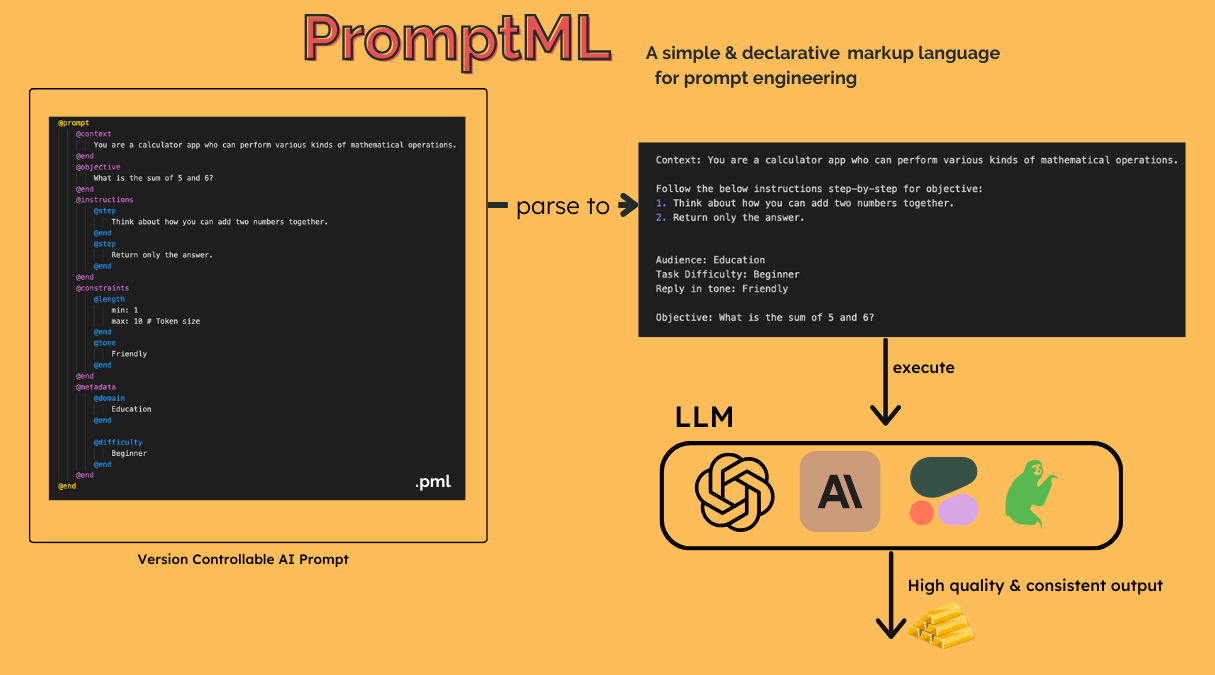 PromptML
A simple & declarative markup language
for prompt engineering
@prompt
@context
You are a calculator app who can perform various kinds of mathematical operations.
@end
@objective
What is the sum of 5 and 6?
@end
@instructions
@step
Think about how you can add two numbers together.
@end
@step
Return only the answer.
@end
@end
@constraints
@length
min: 1
max: 10 # Token size
@end
@tone
Friendly
@end
@end
@metadata
@domain
Education
@end
@difficulty
Beginner
@end
@end
@end
.pml
Version Controllable AI Prompt
parse to
Context: You are a calculator app who can perform various kinds of mathematical operations.
Follow the below instructions step-by-step for objective:
1. Think about how you can add two numbers together.
2. Return only the answer.
Audience: Education
Task Difficulty: Beginner
Reply in tone: Friendly
Objective: What is the sum of 5 and 6?
execute
LLM
A\
High quality & consistent output